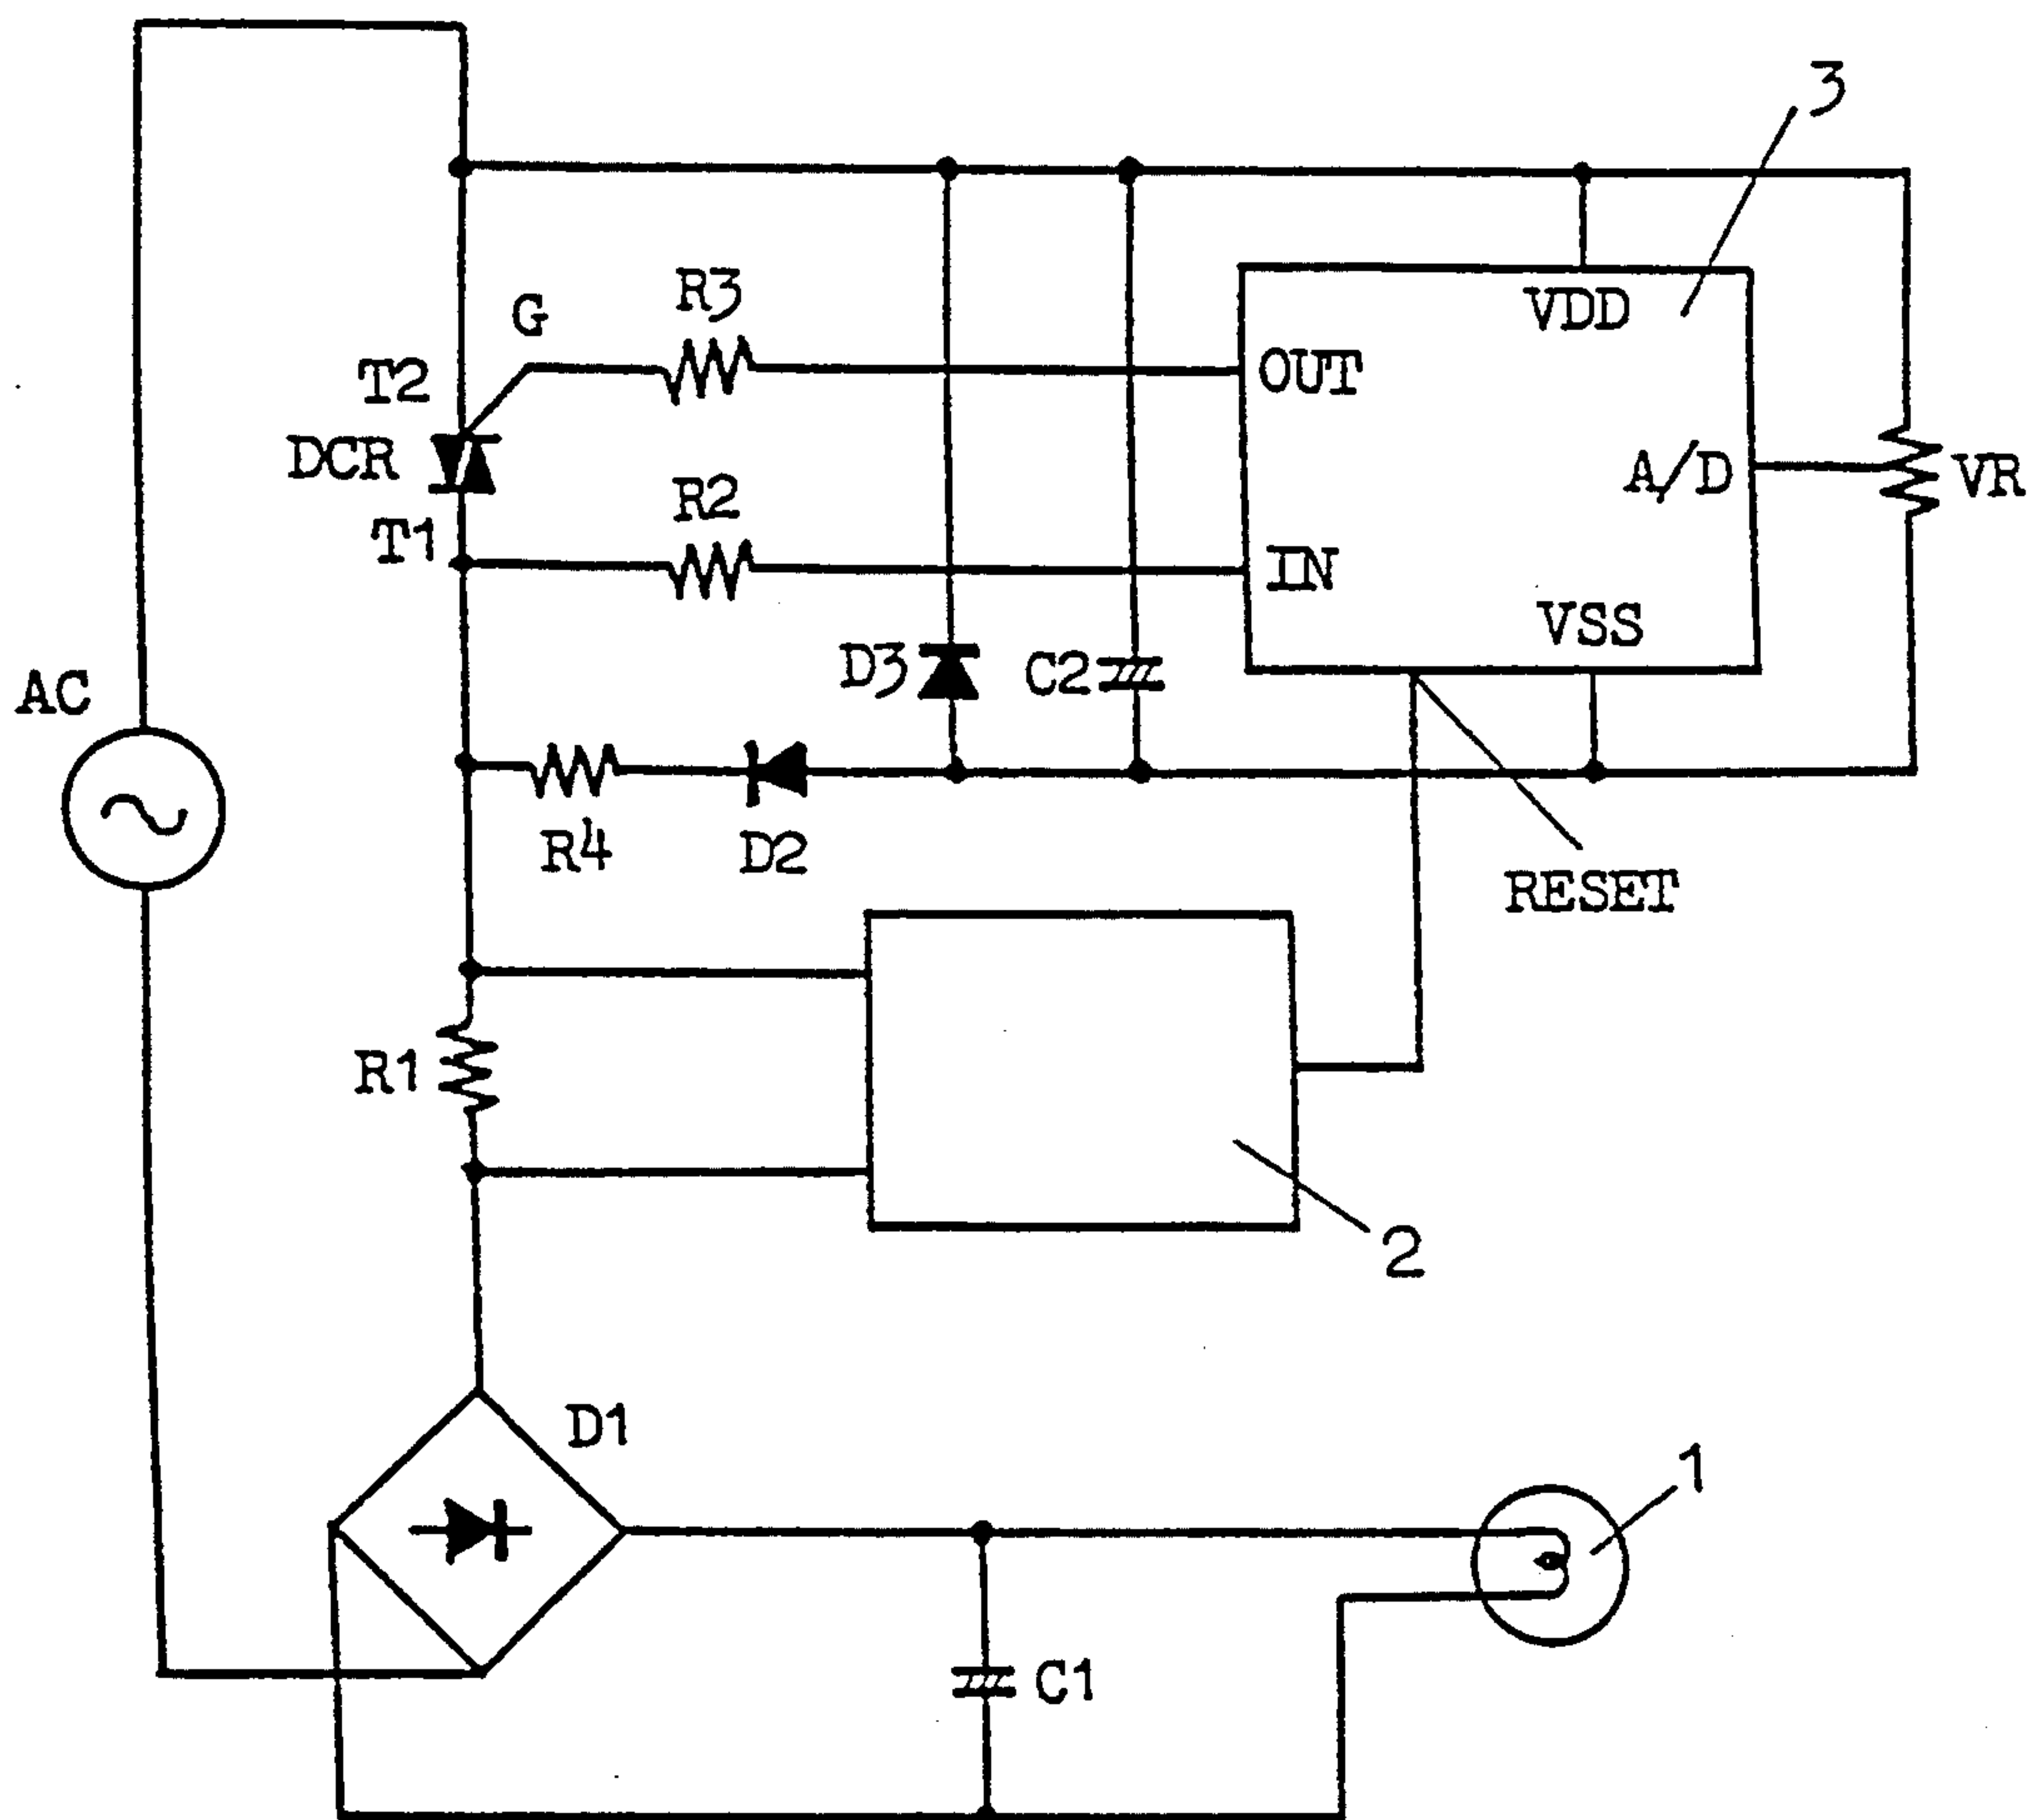 3
R3
G
VDD
T2
OUT
DCR
A/D
VR
R2
T1
IN
VSS
D3
C2
AC
R4
D2
RESET
R1
2
D1
1
C1